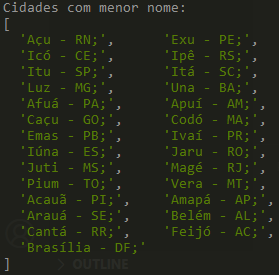 Cidades com menor nome:
[
'Açu - RN;', 'Exu - PE;',
'Icó - CE;', 'Ipê - RS;',
'Itu - SP;', 'Itá - SC;',
'Luz - MG;', 'Una - BA;',
'Afuá - PA;', 'Apuí - AM;',
'Caçu - GO;', 'Codó - MA;',
'Emas - PB;', 'Ivaí - PR;',
'Iúna - ES;', 'Jaru - RO;',
'Juti - MS;', 'Magé - RJ;',
'Pium - TO;', 'Vera - MT;',
'Acauã - PI;', 'Amapá - AP;',
'Arauá - SE;', 'Belém - AL;',
'Cantá - RR;', 'Feijó - AC;',
'Brasília - DF;'
]
> OUTLINE